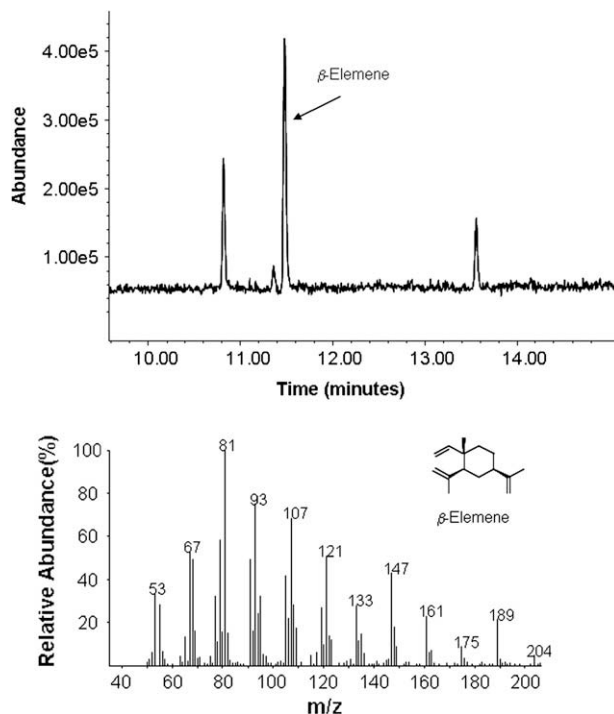 4.00e5
3.00e5
2.00e5
1.00e5
Abundance
β-Elemene
10.00 11.00 12.00 13.00 14.00
Time (minutes)
Relative Abundance(%)
100
80
60
40
20
53
67
81
93
107
121
133
147
161
175
189
204
β-Elemene
40 60 80 100 120 140 160 180 200
m/z